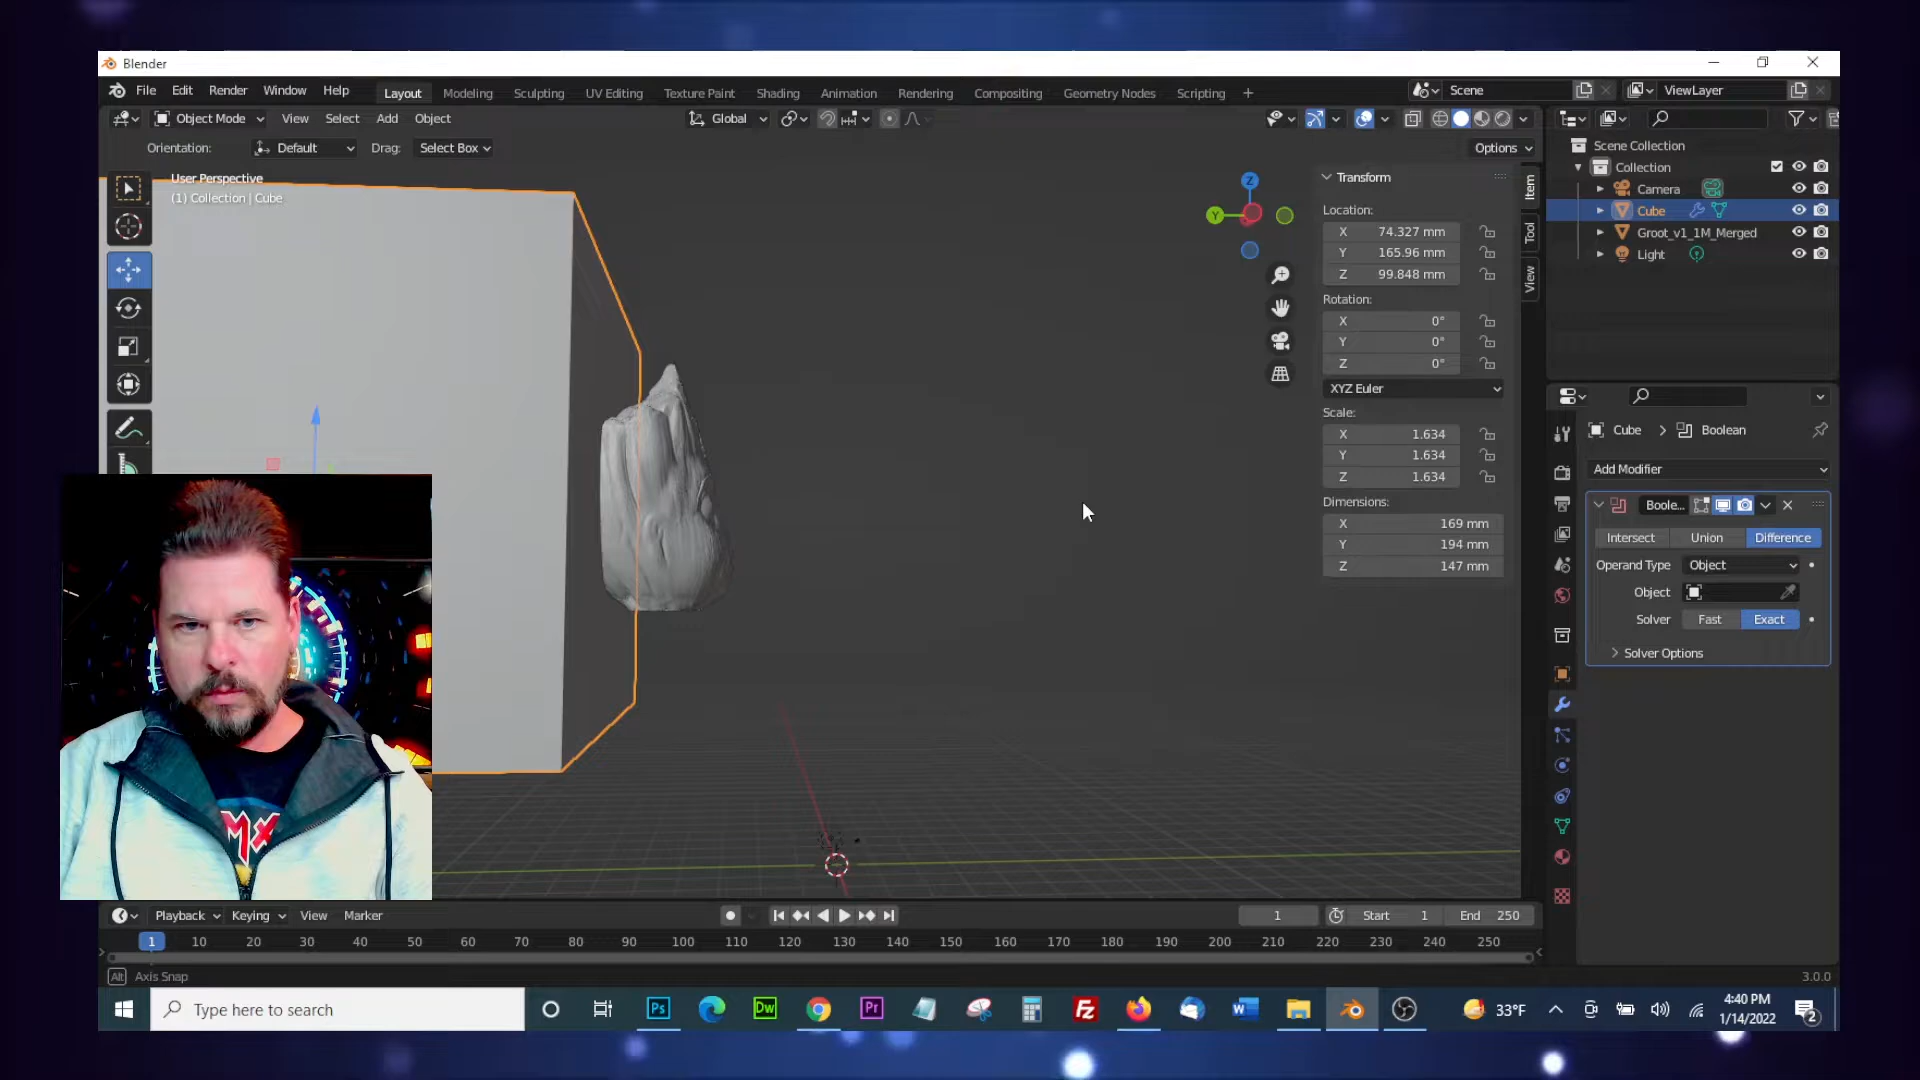 Blender
File Edit Render Window Help
Layout Modeling Sculpting UV Editing Texture Paint Shading Animation Rendering Compositing Geometry Nodes Scripting +
Scene
ViewLayer
Object Mode View Select Add Object
Global
Orientation: Default Drag: Select Box
Options
User Perspective
(1) Collection | Cube
Z
Y
Item
Tool
View
Transform
Location:
X 74.327 mm
Y 165.96 mm
Z 99.848 mm
Rotation:
X 0°
Y 0°
Z 0°
XYZ Euler
Scale:
X 1.634
Y 1.634
Z 1.634
Dimensions:
X 169 mm
Y 194 mm
Z 147 mm
Scene Collection
Collection
Camera
Cube
Groot_v1_1M_Merged
Light
Cube > Boolean
Add Modifier
Boole...
Intersect Union Difference
Operand Type Object
Object
Solver Fast Exact
Solver Options
Playback Keying View Marker
1 Start 1 End 250
1 10 20 30 40 50 60 70 80 90 100 110 120 130 140 150 160 170 180 190 200 210 220 230 240 250
Alt Axis Snap
3.0.0
Type here to search
Ps
Dw
Pr
Fz
W
33°F
4:40 PM
1/14/2022
2